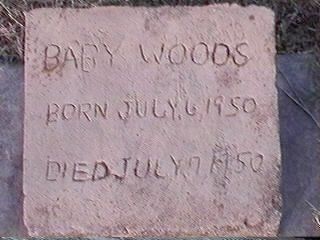 BABY WOODS
BORN JULY, 6, 1950
DIED JULY, 7 1950